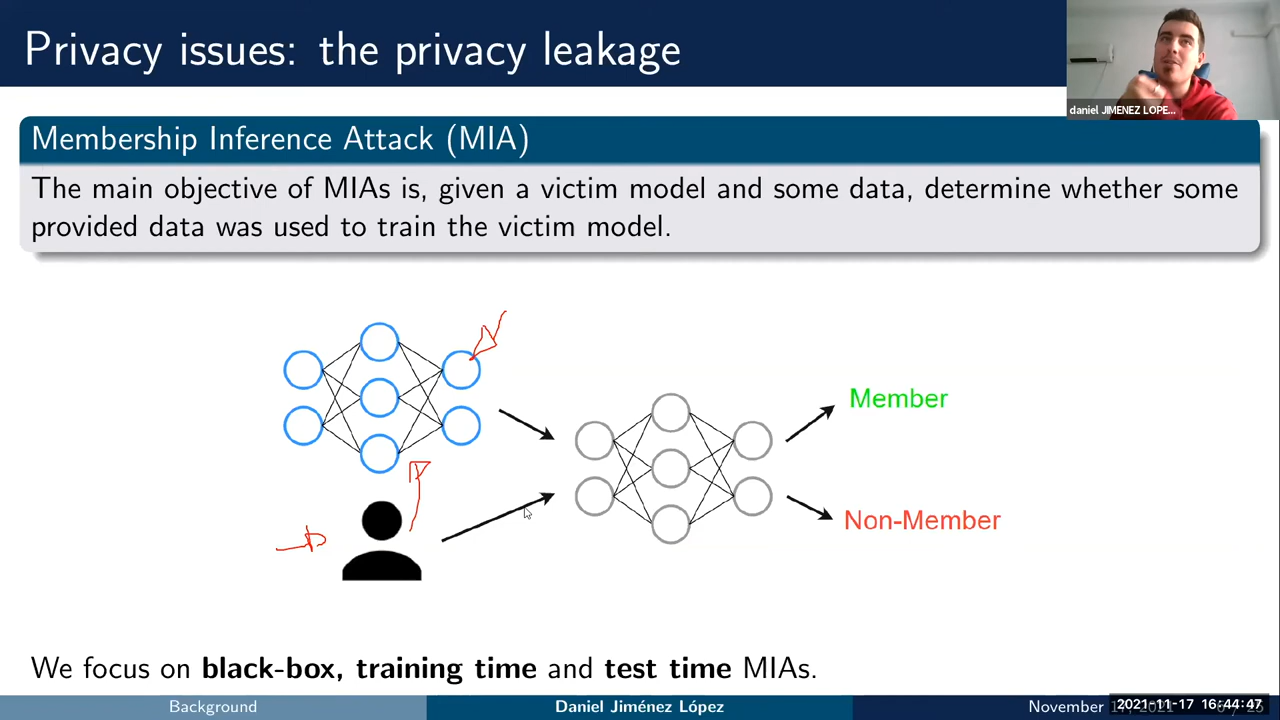 Privacy issues: the privacy leakage
daniel JIMENEZ LOPE...
Membership Inference Attack (MIA)
The main objective of MIAs is, given a victim model and some data, determine whether some
provided data was used to train the victim model.
Member
Non-Member
We focus on black-box, training time and test time MIAs.
Background
Daniel Jiménez López
November
2021-11-17 16:44:47